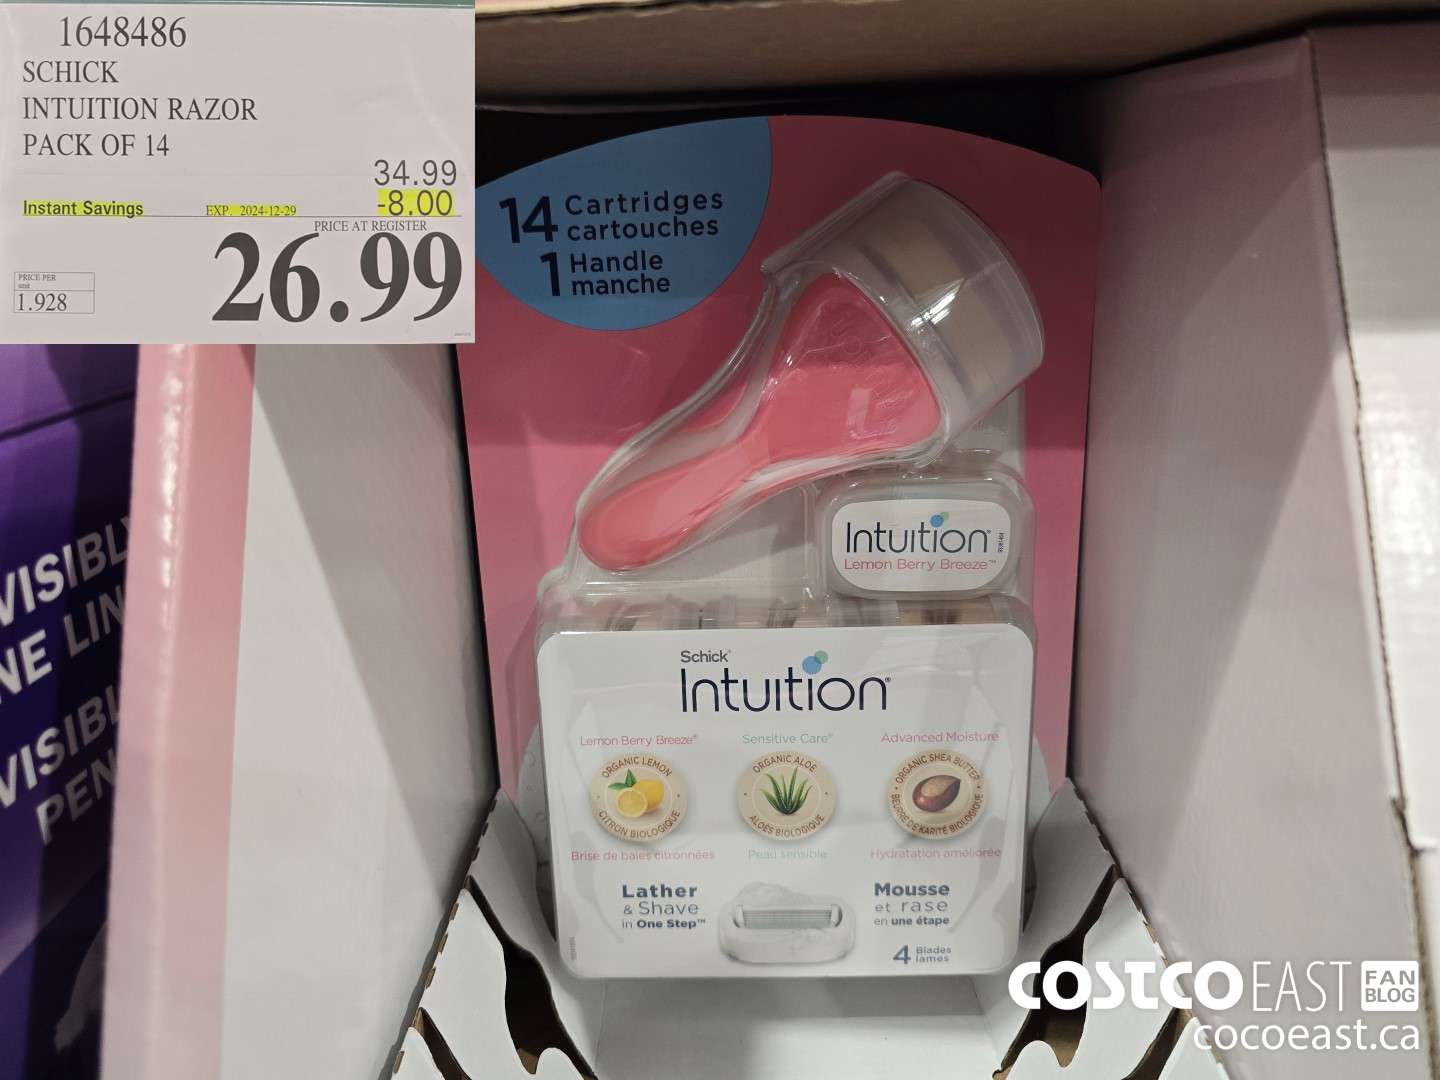 1648486
SCHICK
INTUITION RAZOR
PACK OF 14
34.99
Instant Savings EXP. 2024-12-29 -8.00
PRICE AT REGISTER
26.99
PRICE PER
unit
1.928
14 Cartridges
cartouches
1 Handle
manche
Intuition®
Lemon Berry Breeze™
Schick®
Intuition®
Lemon Berry Breeze® Sensitive Care® Advanced Moisture
ORGANIC LEMON ORGANIC ALOE ORGANIC SHEA BUTTER
CITRON BIOLOGIQUE ALOÈS BIOLOGIQUE BEURRE DE KARITÉ BIOLOGIQUE
Brise de baies citronnées Peau sensible Hydratation améliorée
Lather
& Shave
in One Step™
Mousse
et rase
en une étape
4 Blades
lames
COSTCO EAST FAN
BLOG
cocoeast.ca